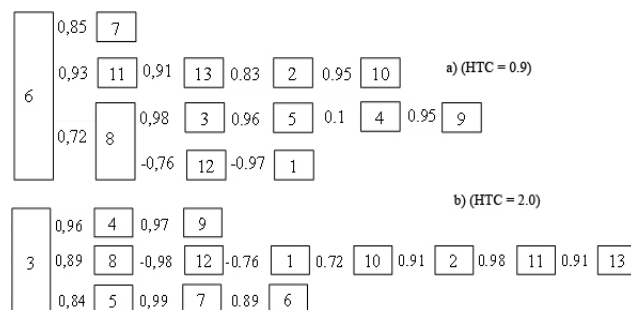 0,85 7
0,93 11 0,91 13 0.83 2 0.95 10
a) (HTC = 0.9)
6
0,98 3 0.96 5 0.1 4 0.95 9
0,72 8
-0,76 12 -0.97 1
b) (HTC = 2.0)
0,96 4 0,97 9
3 0,89 8 -0,98 12 -0.76 1 0.72 10 0.91 2 0.98 11 0.91 13
0,84 5 0,99 7 0.89 6